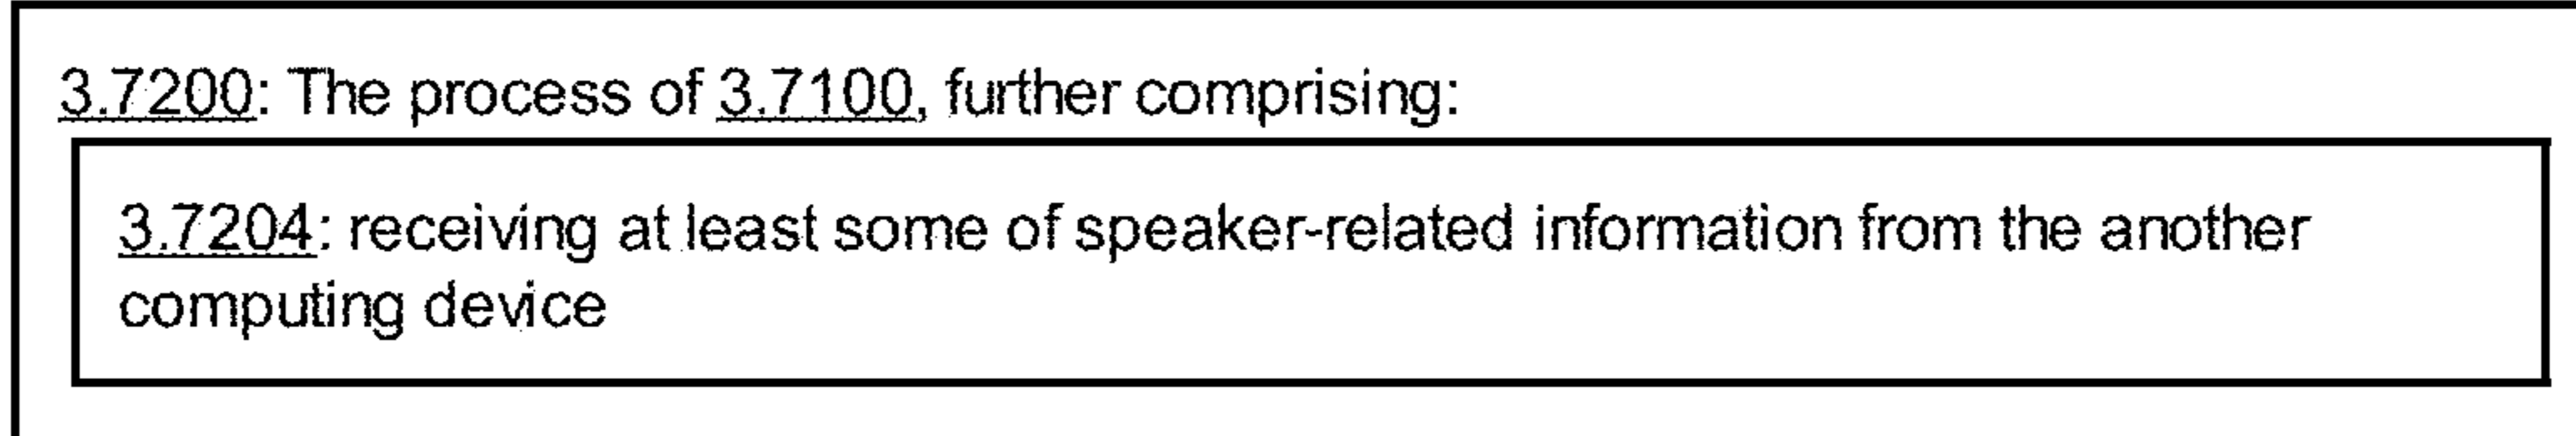 3.7200: The process of 3.7100, further comprising:
3.7204: receiving at least some of speaker-related information from the another
computing device